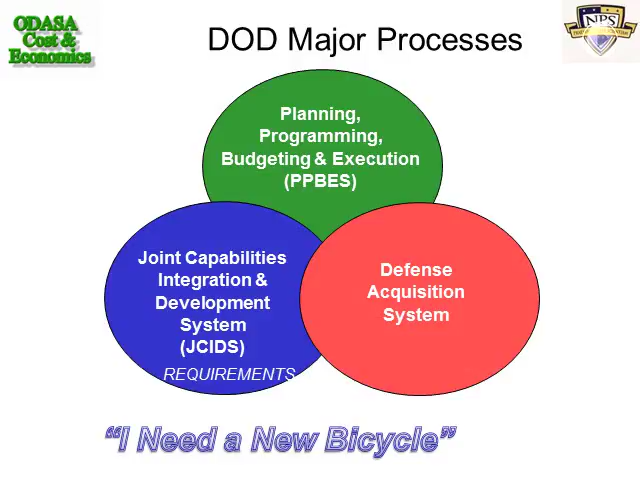 ODASA
Cost &
Economics
DOD Major Processes
NPS
Planning,
Programming,
Budgeting & Execution
(PPBES)
Joint Capabilities
Integration &
Development
System
(JCIDS)
REQUIREMENTS
Defense
Acquisition
System
“I Need a New Bicycle”